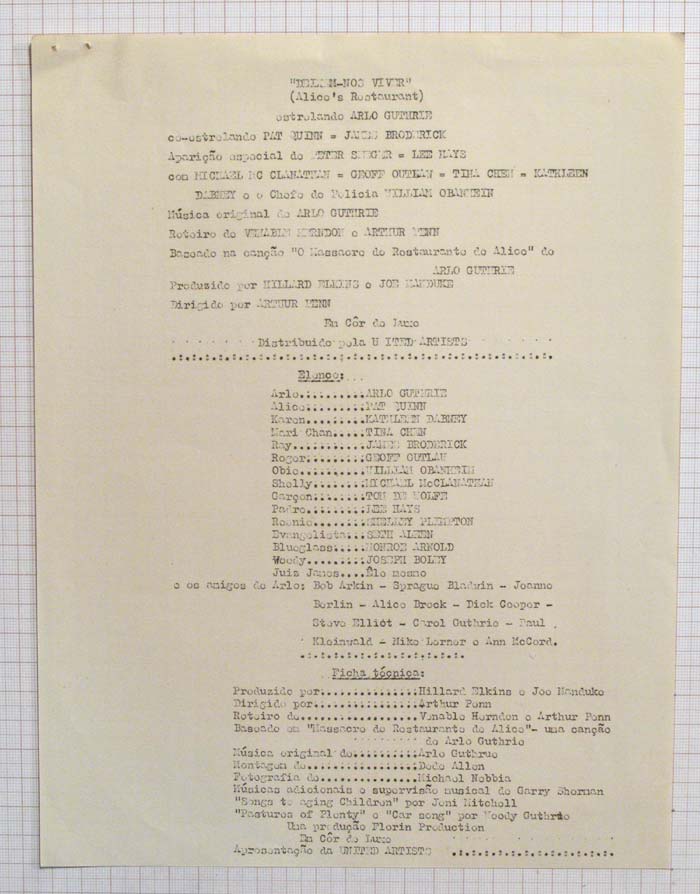 "DEIXEM-NOS VIVER"
(Alice's Restaurant)
estrelando ARLO GUTHRIE
co-estrelando PAT QUINN = JAMES BRODERICK
Aparição especial de PETER SEEGER = LEE HAYS
con MICHAEL MC CLANATHAN = GEOFF OUTLAW = TINA CHEN = KATHLEEN
DABNEY e o Chefe de Policia WILLIAM OBANHEIN
Música original de ARLO GUTHRIE
Roteiro de VENABLE HERNDON e ARTHUR PENN
Baseado na canção "O Massacre do Restaurante de Alice" de
ARLO GUTHRIE
Produzido por HILLARD ELKINS e JOE MANDUKE
Dirigido por ARTHUR PENN
Em Côr de Luxo
Distribuido pela U ITED ARTISTS
Elenco:...
Arlo...........ARLO GUTHRIE
Alice..........PAT QUINN
Karen..........KATHLEEN DABNEY
Mari Chan.....TINA CHEN
Ray............JAMES BRODERICK
Roger..........GEOFF OUTLAW
Obie...........WILLIAM OBANHEIN
Shelly.........MICHAEL McCLANATHAN
Garçon.........TOM DE WOLFE
Padre..........LEE HAYS
Reenie.........SHELLEY PLIMPTON
Evangelista...SETH ALLEN
Blueglass.....MONROE ARNOLD
Woody..........JOSEPH BOLEY
Juiz James....Êle mesmo
e os amigos de Arlo: Bob Arkin - Sprague Bladwin - Joanne
Berlin - Alice Brock - Dick Cooper -
Steve Elliot - Carol Guthrie - Paul
Kleinwald - Mike Lerner e Ann McCord.
Ficha técnica:
Produzido por...............Hillard Elkins e Joe Manduke
Dirigido por................Arthur Penn
Roteiro de..................Venable Herndon e Arthur Penn
Baseado em "Massacre do Restaurante de Alice"- uma canção
de Arlo Guthrie
Música original de..........Arlo Guthrue
Montagem de.................Dede Allen
Fotografia de...............Michael Nebbia
Músicas adicionais e supervisão musical de Garry Sherman
"Songs to aging Children" por Joni Mitchell
"Pastures of Plenty" e "Car song" por Woody Guthrie
Uma produção Florin Production
Em Côr de Luxo
Apresentação da UNITED ARTISTS